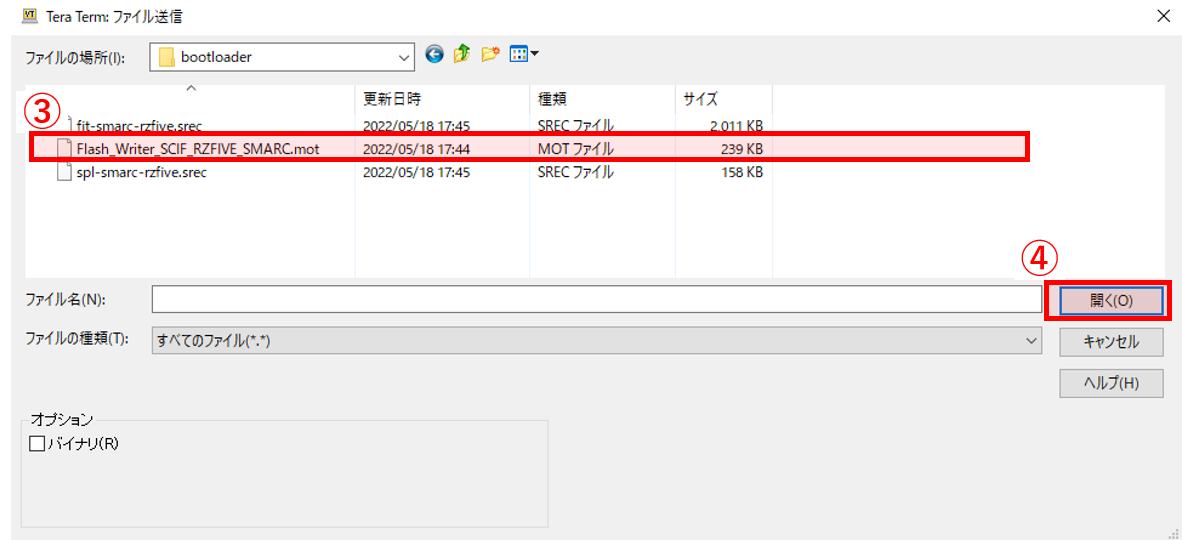 Tera Term: ファイル送信
ファイルの場所(I): bootloader
更新日時 種類 サイズ
③
fit-smarc-rzfive.srec 2022/05/18 17:45 SREC ファイル 2,011 KB
Flash_Writer_SCIF_RZFIVE_SMARC.mot 2022/05/18 17:44 MOT ファイル 239 KB
spl-smarc-rzfive.srec 2022/05/18 17:45 SREC ファイル 158 KB
④
ファイル名(N): 開く(O)
ファイルの種類(T): すべてのファイル(*.*) キャンセル
ヘルプ(H)
オプション
バイナリ(R)